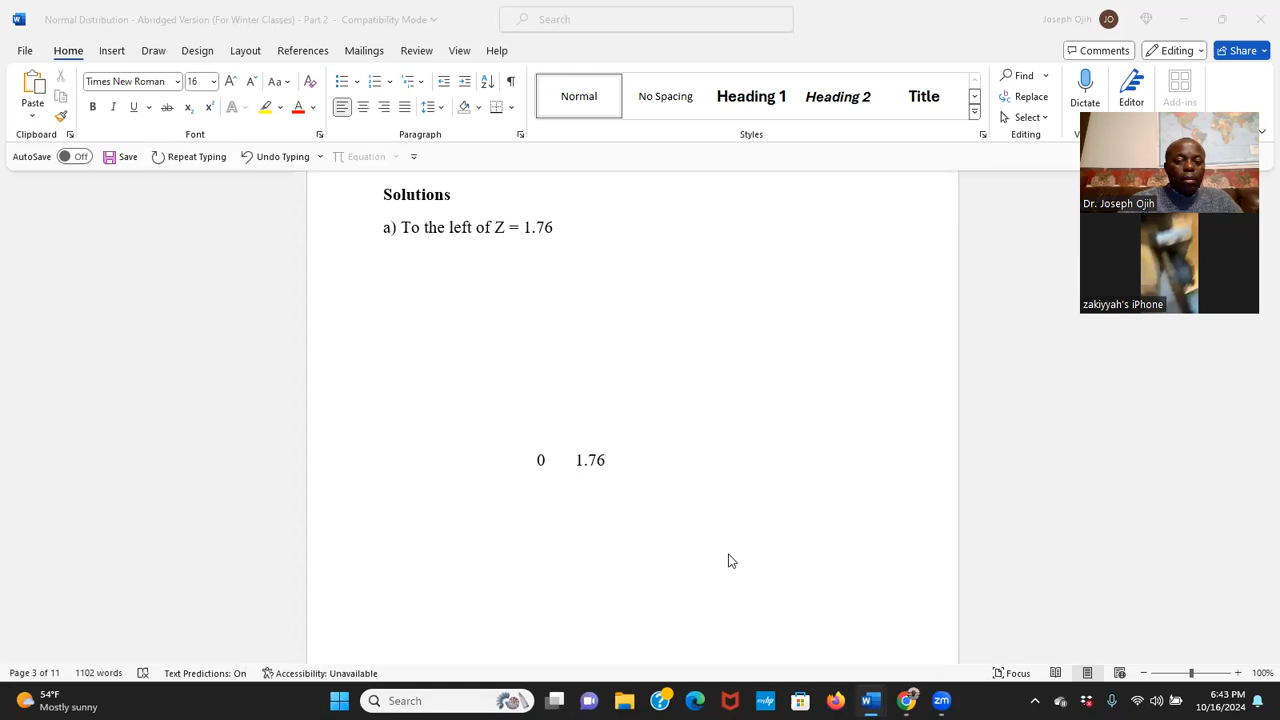 Normal Distribution - Abridged Version (For Winter Classes) - Part 2 - Compatibility Mode
Search
Joseph Ojih
JO
File Home Insert Draw Design Layout References Mailings Review View Help
Comments
Editing
Share
Paste
Clipboard
Times New Roman
16
Font
Paragraph
Normal
No Spacing
Heading 1
Heading 2
Title
Styles
Find
Replace
Select
Editing
Dictate
Editor
Add-ins
AutoSave Off Save Repeat Typing Undo Typing Equation
Solutions
a) To the left of Z = 1.76
0 1.76
Dr. Joseph Ojih
zakiyyah's iPhone
Page 3 of 11 1102 words Text Predictions: On Accessibility: Unavailable Focus 100%
54°F
Mostly sunny
Search
6:43 PM
10/16/2024